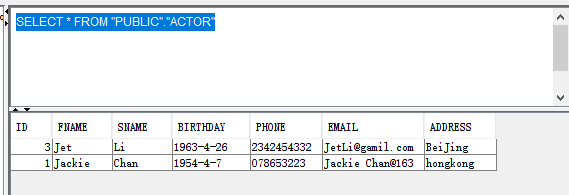 SELECT * FROM "PUBLIC"."ACTOR"
ID FNAME SNAME BIRTHDAY PHONE EMAIL ADDRESS
3 Jet Li 1963-4-26 2342454332 JetLi@gamil.com BeiJing
1 Jackie Chan 1954-4-7 078653223 Jackie Chan@163 hongkong